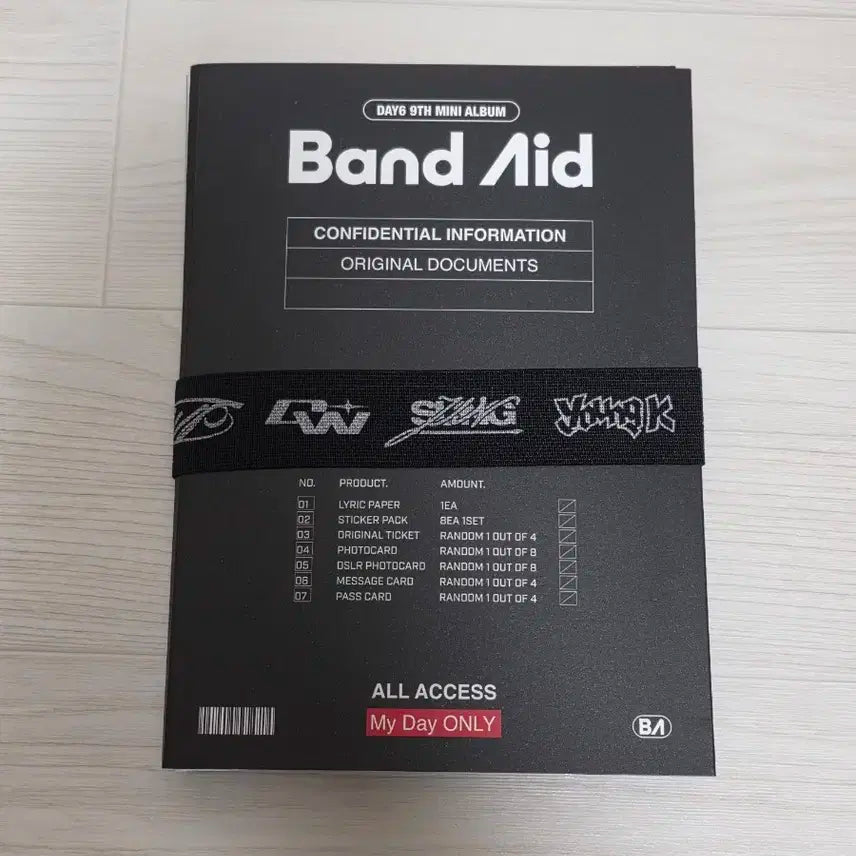 DAY6 9TH MINI ALBUM
Band Aid
CONFIDENTIAL INFORMATION
ORIGINAL DOCUMENTS
DW SUNG JIN Young K
NO. PRODUCT. AMOUNT.
01 LYRIC PAPER 1EA
02 STICKER PACK 8EA 1SET
03 ORIGINAL TICKET RANDOM 1 OUT OF 4
04 PHOTOCARD RANDOM 1 OUT OF 8
05 DSLR PHOTOCARD RANDOM 1 OUT OF 8
06 MESSAGE CARD RANDOM 1 OUT OF 4
07 PASS CARD RANDOM 1 OUT OF 4
ALL ACCESS
My Day ONLY
BA